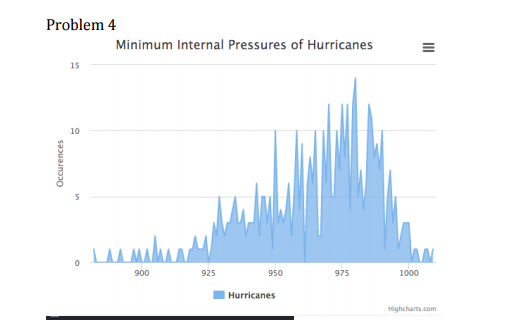 Problem 4
Minimum Internal Pressures of Hurricanes
15
10
5
0
Occurences
900 925 950 975 1000
Hurricanes
Highcharts.com